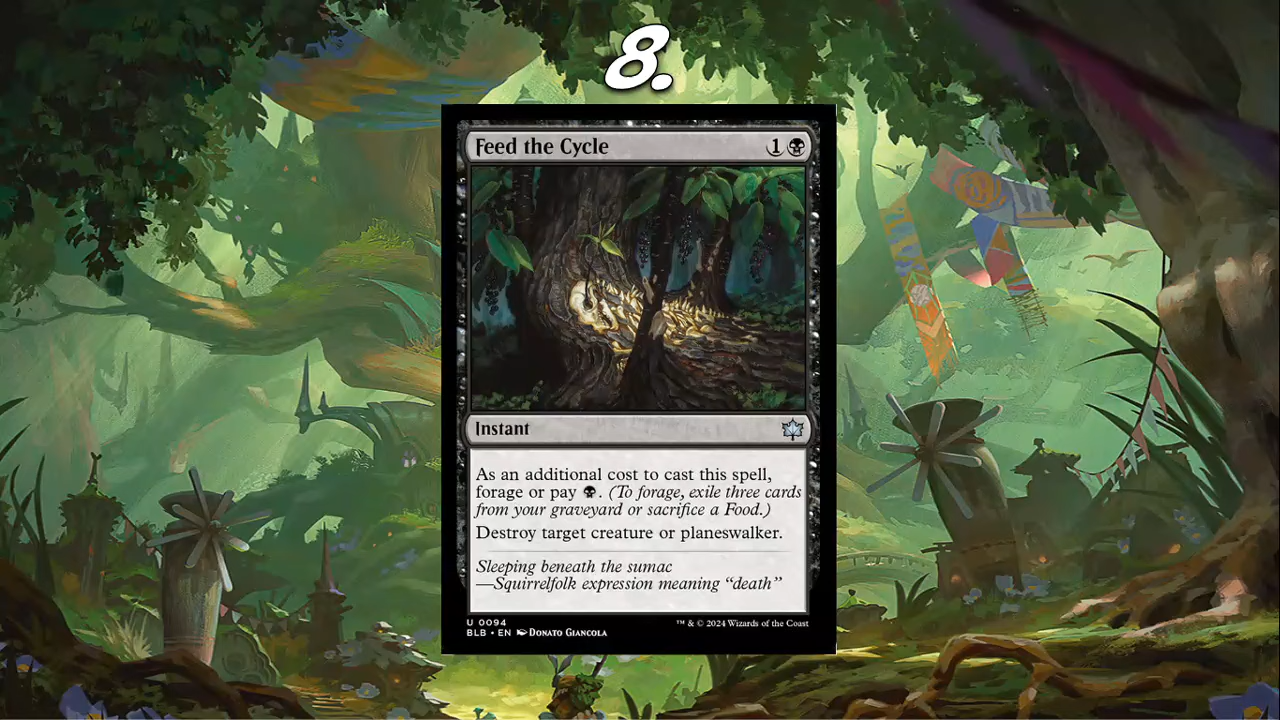 8.
Feed the Cycle 1
Instant
As an additional cost to cast this spell,
forage or pay . (To forage, exile three cards
from your graveyard or sacrifice a Food.)
Destroy target creature or planeswalker.
Sleeping beneath the sumac
—Squirrelfolk expression meaning “death”
U 0094
BLB • EN Donato Giancola
™ & © 2024 Wizards of the Coast